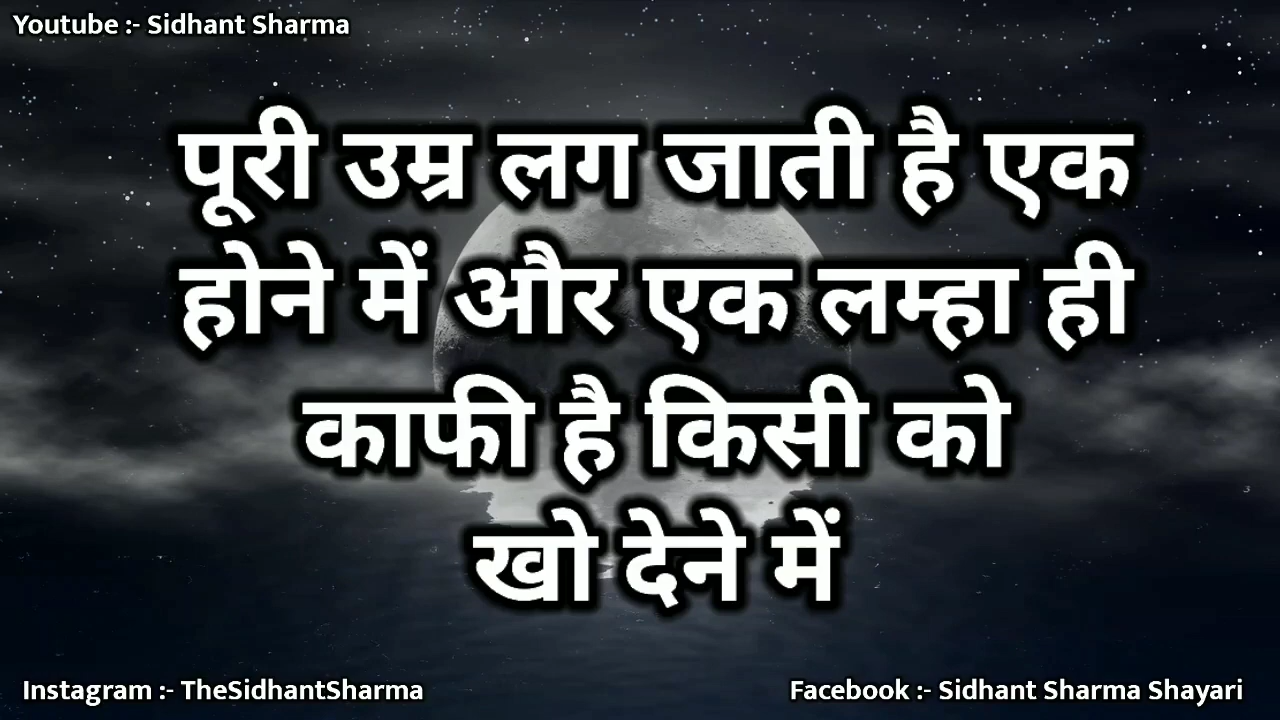 Youtube :- Sidhant Sharma
पूरी उम्र लग जाती है एक
होने में और एक लम्हा ही
काफी है किसी को
खो देने में
Instagram :- TheSidhantSharma
Facebook :- Sidhant Sharma Shayari